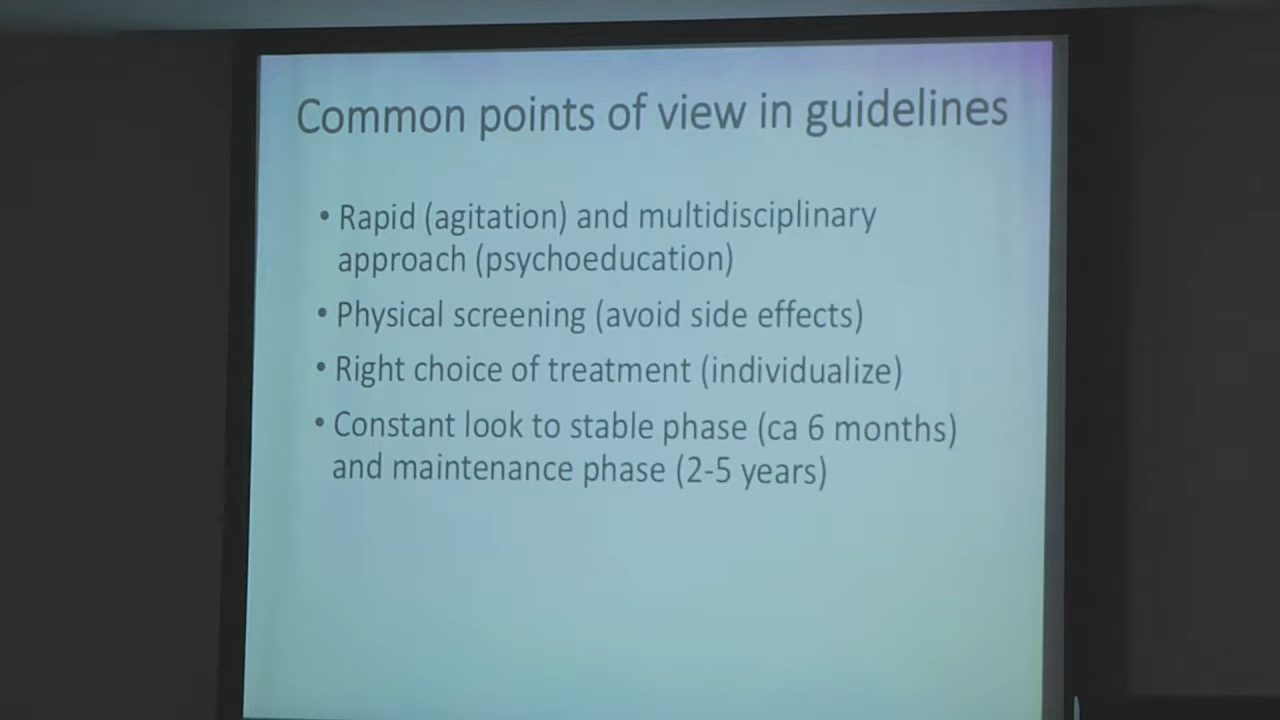 Common points of view in guidelines
• Rapid (agitation) and multidisciplinary
approach (psychoeducation)
• Physical screening (avoid side effects)
• Right choice of treatment (individualize)
• Constant look to stable phase (ca 6 months)
and maintenance phase (2-5 years)